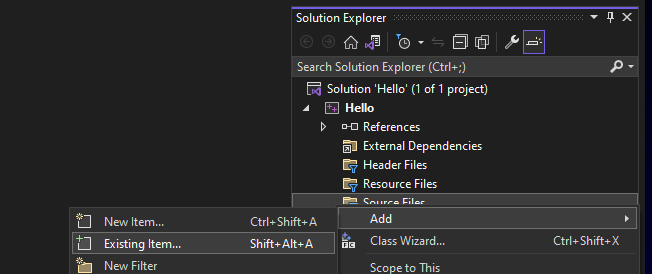 Solution Explorer
Search Solution Explorer (Ctrl+;)
Solution 'Hello' (1 of 1 project)
Hello
References
External Dependencies
Header Files
Resource Files
Source Files
Add
New Item... Ctrl+Shift+A
Existing Item... Shift+Alt+A
New Filter
Class Wizard... Ctrl+Shift+X
Scope to This